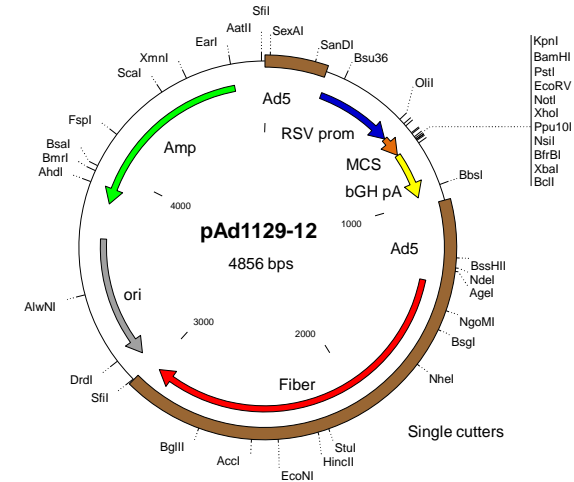 SfiI
SexAI
SanDI
Bsu36
OliI
KpnI
BamHI
PstI
EcoRV
NotI
XhoI
Ppu10I
NsiI
BfrBI
XbaI
BclI
BbsI
BssHII
NdeI
AgeI
NgoMI
BsgI
NheI
StuI
HincII
EcoNI
AccI
BglII
SfiI
DrdI
AlwNI
AhdI
BmrI
BsaI
FspI
ScaI
XmnI
EarI
AatII
Ad5
RSV prom
MCS
bGH pA
Ad5
Amp
ori
Fiber
1000
2000
3000
4000
pAd1129-12
4856 bps
Single cutters